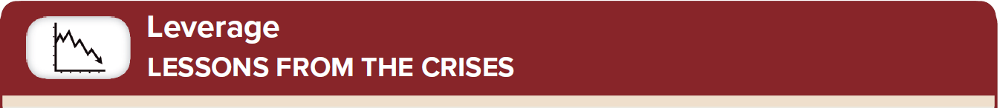 Leverage
LESSONS FROM THE CRISES